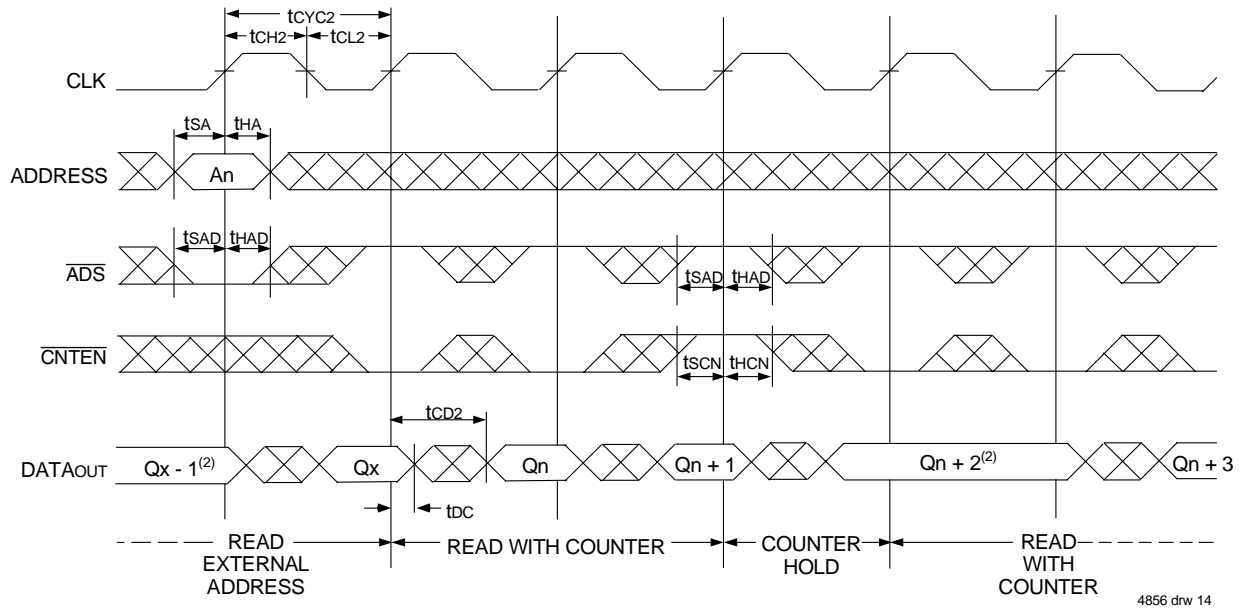 tCYC2
tCH2 tCL2
CLK
tSA tHA
ADDRESS An
tSAD tHAD
ADS
tSAD tHAD
CNTEN
tSCN tHCN
tCD2
DATAOUT Qx - 1(2) Qx Qn Qn + 1 Qn + 2(2) Qn + 3
tDC
READ EXTERNAL ADDRESS
READ WITH COUNTER
COUNTER HOLD
READ WITH COUNTER
4856 drw 14